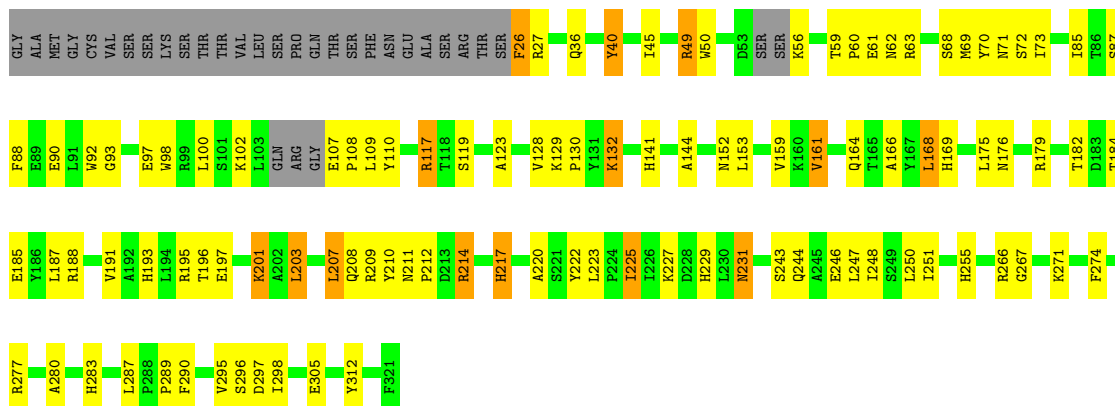 GLY ALA MET GLY CYS VAL SER SER LYS SER THR THR VAL LEU SER PRO GLN THR SER PHE ASN GLU ALA SER ARG THR SER F26 R27 Q36 Y40 I45 R49 W50 D53 SER SER K56 T59 P60 E61 N62 R63 S68 M69 Y70 N71 S72 I73 I85 T86 S87
F88 E89 E90 L91 W92 G93 E97 W98 R99 L100 S101 K102 L103 GLN ARG GLY E107 P108 L109 Y110 R117 T118 S119 A123 V128 K129 P130 Y131 K132 H141 A144 N152 L153 V159 K160 V161 Q164 T165 A166 Y167 L168 H169 L175 N176 R179 T182 D183 T184
E185 Y186 L187 R188 V191 A192 H193 L194 R195 T196 E197 K201 A202 L203 L207 Q208 R209 Y210 N211 P212 D213 R214 H217 A220 S221 Y222 L223 P224 I225 I226 K227 D228 H229 L230 N231 S243 Q244 A245 E246 L247 I248 S249 L250 I251 H255 R266 G267 K271 F274
R277 A280 H283 L287 P288 P289 F290 V295 S296 D297 I298 E305 Y312 F321